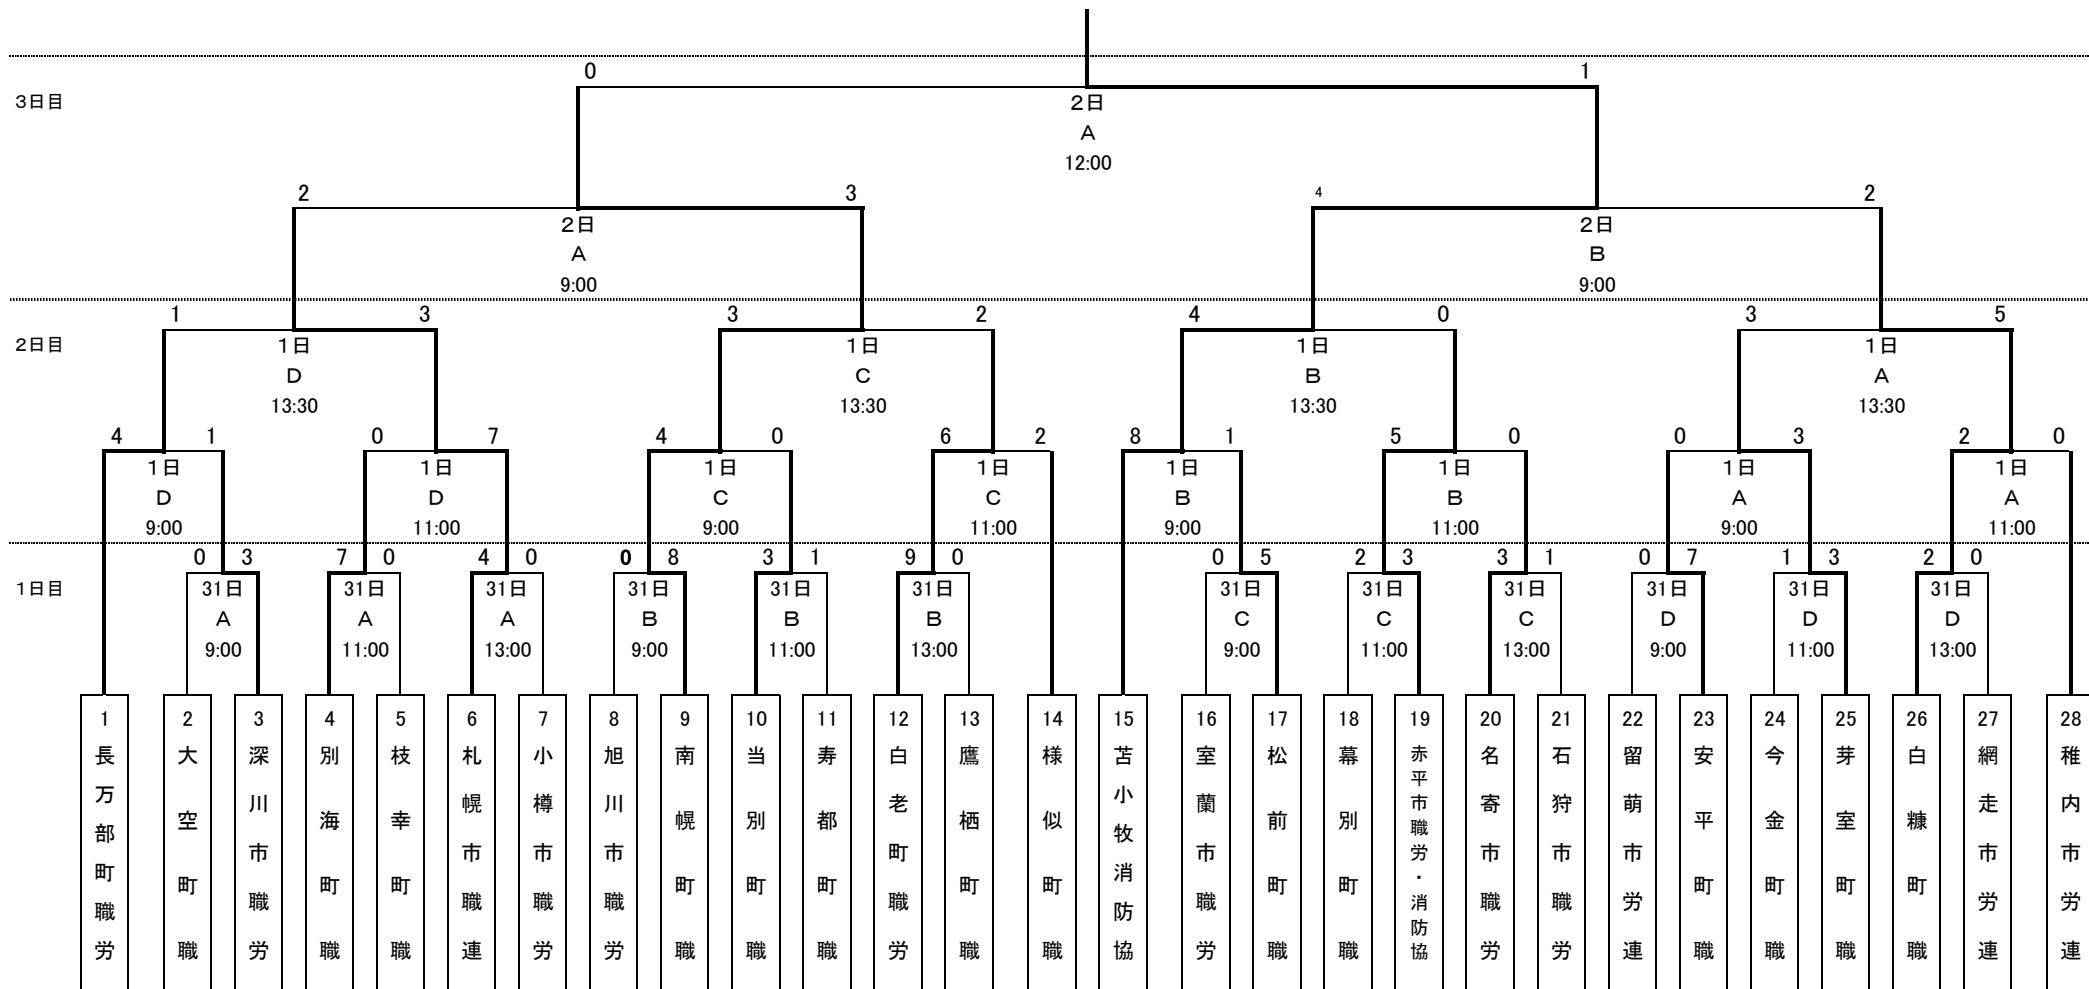 0 1
3日目
2日
A
12:00
2 3 4 2
2日 2日
A B
9:00 9:00
1 3 3 2 4 0 3 5
2日目
1日 1日 1日 1日
D C B A
13:30 13:30 13:30 13:30
4 1 0 7 4 0 6 2 8 1 5 0 0 3 2 0
1日 1日 1日 1日 1日 1日 1日 1日
D D C C B B A A
9:00 11:00 9:00 11:00 9:00 11:00 9:00 11:00
0 3 7 0 4 0 0 8 3 1 9 0 0 5 2 3 3 1 0 7 1 3 2 0
1日目
31日 31日 31日 31日 31日 31日 31日 31日 31日 31日 31日 31日
A A A B B B C C C D D D
9:00 11:00 13:00 9:00 11:00 13:00 9:00 11:00 13:00 9:00 11:00 13:00
1 長万部町職労
2 大空町職
3 深川市職労
4 別海町職
5 枝幸町職
6 札幌市職連
7 小樽市職労
8 旭川市職労
9 南幌町職
10 当別町職
11 寿都町職
12 白老町職労
13 鷹栖町職
14 様似町職
15 苫小牧消防協
16 室蘭市職労
17 松前町職
18 幕別町職
19 赤平市職労・消防協
20 名寄市職労
21 石狩市職労
22 留萌市労連
23 安平町職
24 今金町職
25 芽室町職
26 白糠町職
27 網走市労連
28 稚内市労連